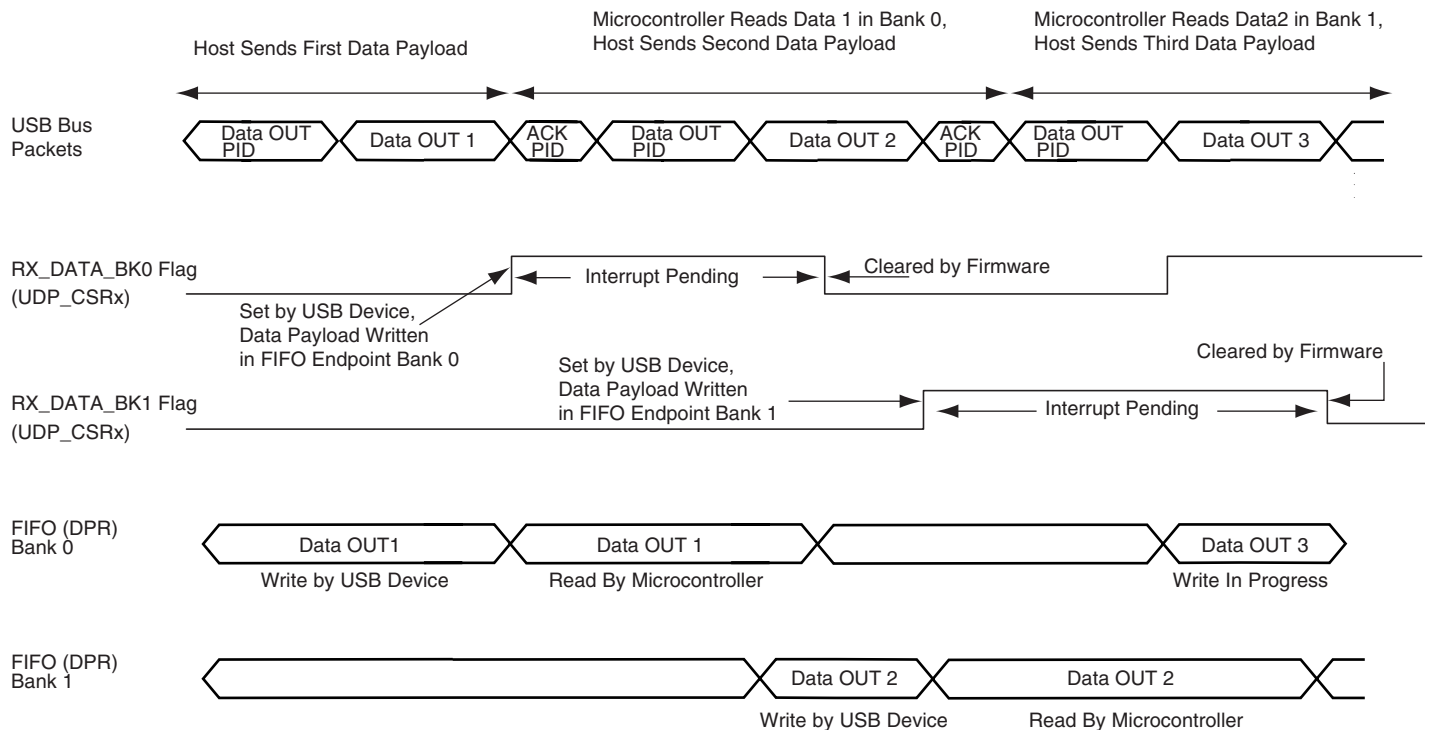 Host Sends First Data Payload
Microcontroller Reads Data 1 in Bank 0,
Host Sends Second Data Payload
Microcontroller Reads Data2 in Bank 1,
Host Sends Third Data Payload
USB Bus
Packets
Data OUT
PID
Data OUT 1
ACK
PID
Data OUT
PID
Data OUT 2
ACK
PID
Data OUT
PID
Data OUT 3
RX_DATA_BK0 Flag
(UDP_CSRx)
Interrupt Pending
Cleared by Firmware
Set by USB Device,
Data Payload Written
in FIFO Endpoint Bank 0
RX_DATA_BK1 Flag
(UDP_CSRx)
Set by USB Device,
Data Payload Written
in FIFO Endpoint Bank 1
Interrupt Pending
Cleared by Firmware
FIFO (DPR)
Bank 0
Data OUT1
Data OUT 1
Data OUT 3
Write by USB Device
Read By Microcontroller
Write In Progress
FIFO (DPR)
Bank 1
Data OUT 2
Data OUT 2
Write by USB Device
Read By Microcontroller